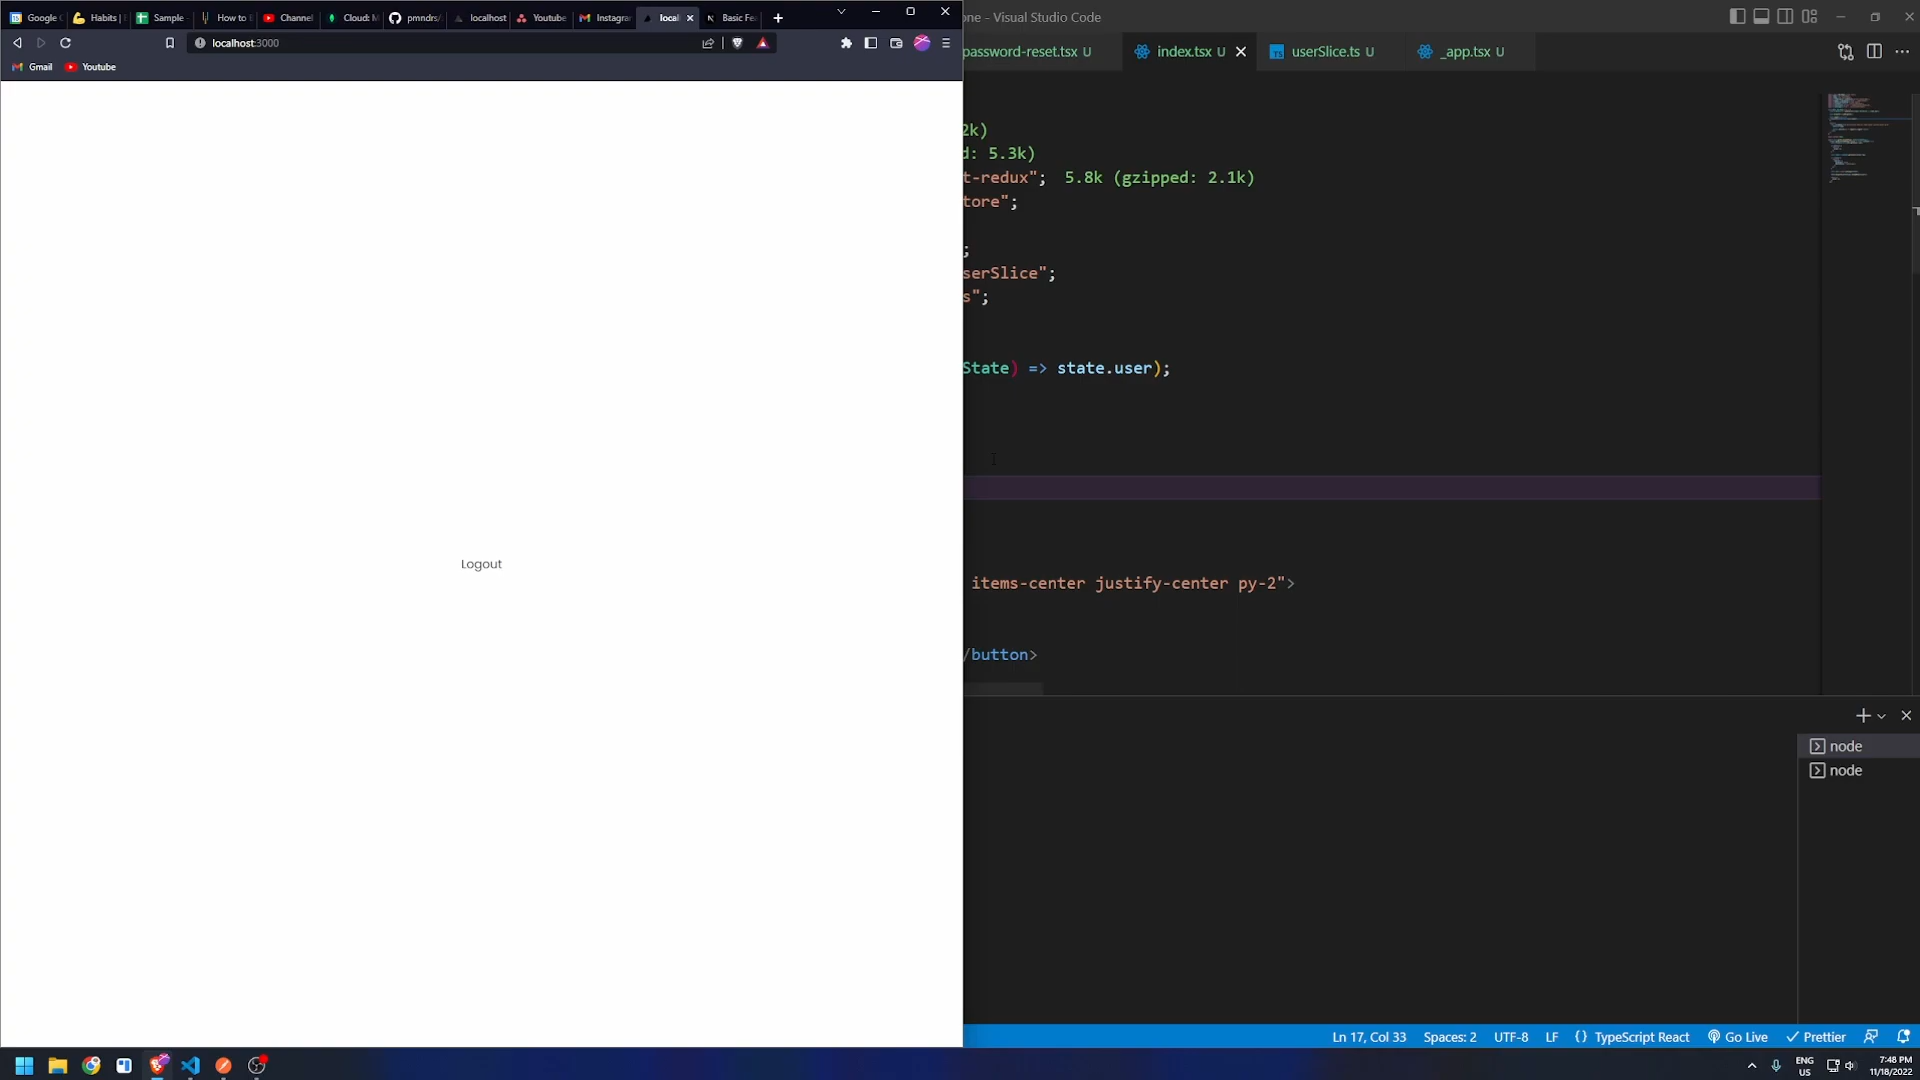 Google
Habits
Sample
How to
Channel
Cloud: M
pmndrs/
localhost
Youtube
Instagra
local
Basic Fe
one - Visual Studio Code
localhost:3000
Gmail
Youtube
password-reset.tsx U
index.tsx U
userSlice.ts U
_app.tsx U
2k)
d: 5.3k)
t-redux"; 5.8k (gzipped: 2.1k)
tore";
;
serSlice";
s";
State) => state.user);
items-center justify-center py-2">
/button>
Logout
node
node
Ln 17, Col 33
Spaces: 2
UTF-8
LF
{} TypeScript React
Go Live
Prettier
ENG
US
7:48 PM
11/18/2022